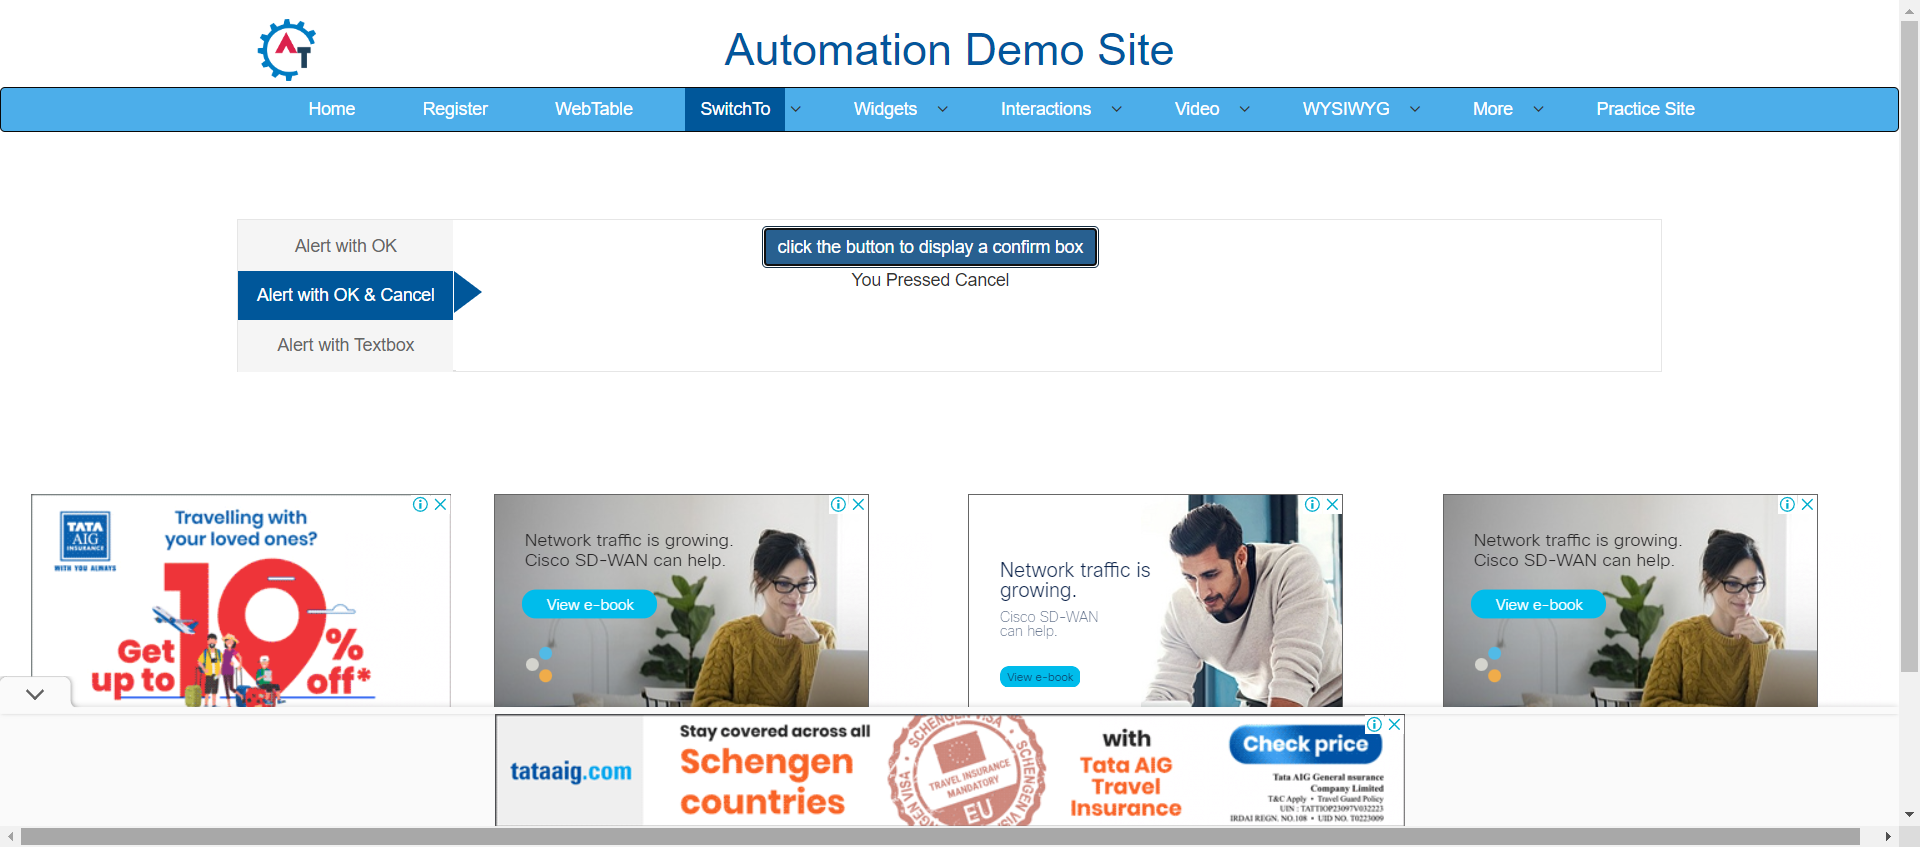 AT
Automation Demo Site
Home
Register
WebTable
SwitchTo
Widgets
Interactions
Video
WYSIWYG
More
Practice Site
Alert with OK
Alert with OK & Cancel
Alert with Textbox
click the button to display a confirm box
You Pressed Cancel
TATA
AIG
INSURANCE
WITH YOU ALWAYS
Travelling with
your loved ones?
Get
up to
10
%
off*
Network traffic is growing.
Cisco SD-WAN can help.
View e-book
Network traffic is
growing.
Cisco SD-WAN
can help.
View e-book
Network traffic is growing.
Cisco SD-WAN can help.
View e-book
tataaig.com
Stay covered across all
Schengen
countries
SCHENGEN VISA
TRAVEL INSURANCE
MANDATORY
EU
with
Tata AIG
Travel
Insurance
Check price
Tata AIG General nsurance
Company Limited
T&C Apply • Travel Guard Policy
UIN : TATTIOP23097V032223
IRDAI REGN. NO.108 • UID NO. T0223009